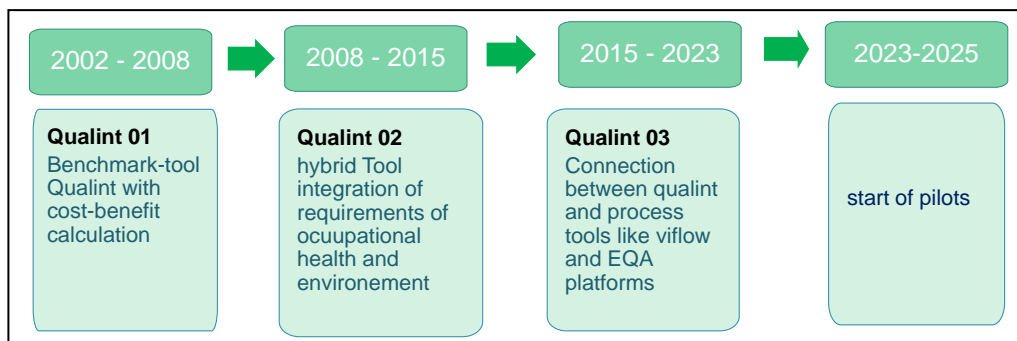 2002 - 2008
2008 - 2015
2015 - 2023
2023-2025
Qualint 01
Benchmark-tool
Qualint with
cost-benefit
calculation
Qualint 02
hybrid Tool
integration of
requirements of
ocuupational
health and
environement
Qualint 03
Connection
between qualint
and process
tools like viflow
and EQA
platforms
start of pilots